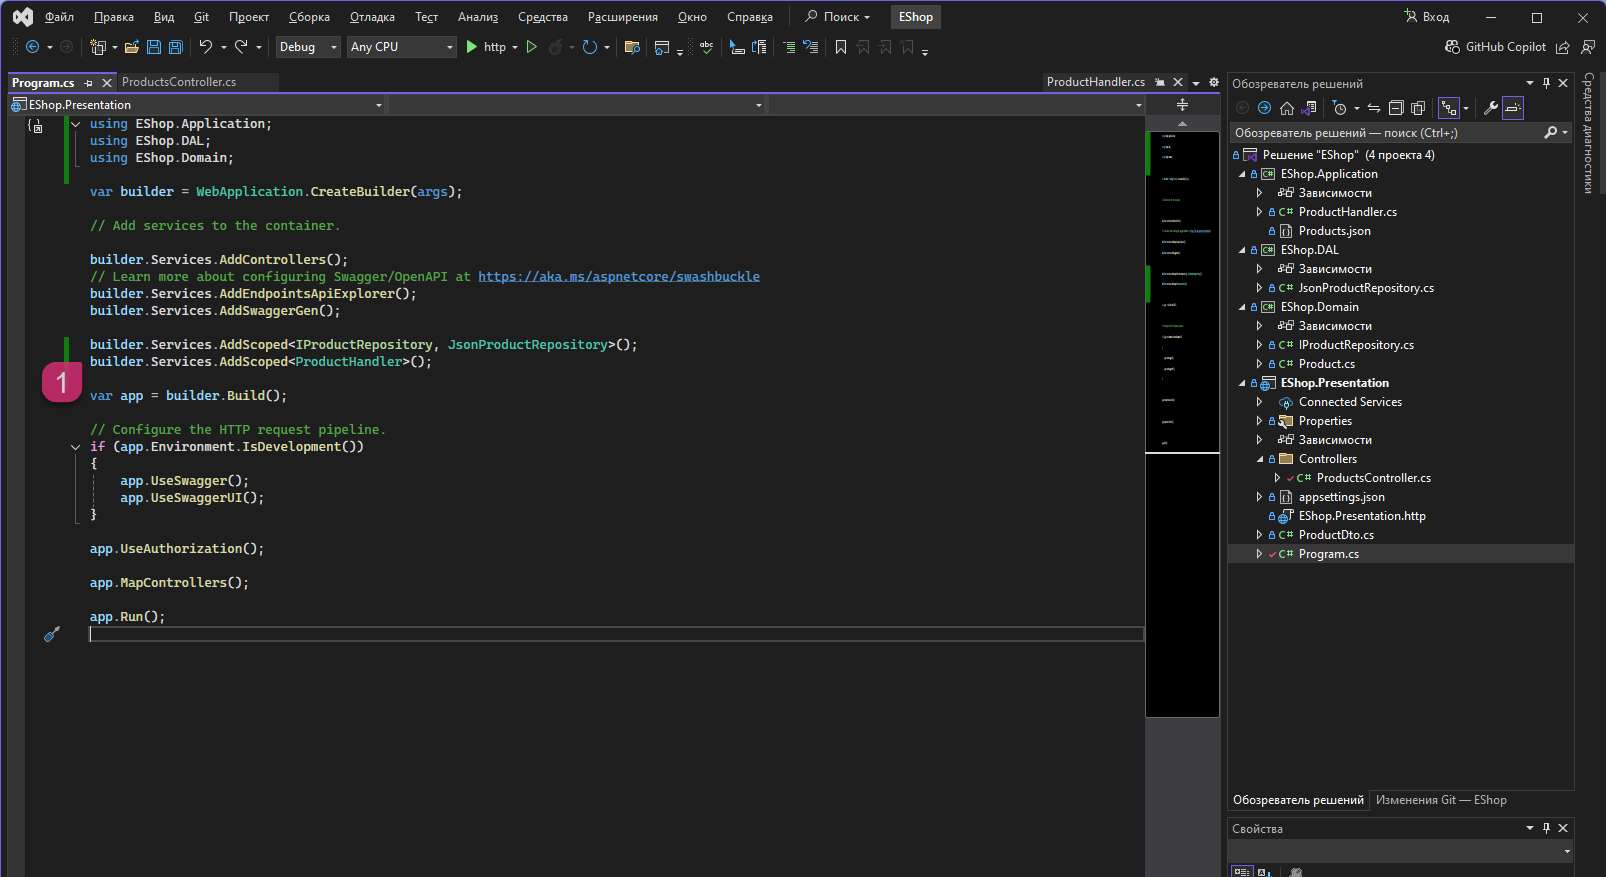 Файл Правка Вид Git Проект Сборка Отладка Тест Анализ Средства Расширения Окно Справка Поиск EShop Вход
Debug Any CPU http GitHub Copilot
Program.cs ProductsController.cs ProductHandler.cs
EShop.Presentation
using EShop.Application;
using EShop.DAL;
using EShop.Domain;
var builder = WebApplication.CreateBuilder(args);
// Add services to the container.
builder.Services.AddControllers();
// Learn more about configuring Swagger/OpenAPI at https://aka.ms/aspnetcore/swashbuckle
builder.Services.AddEndpointsApiExplorer();
builder.Services.AddSwaggerGen();
builder.Services.AddScoped<IProductRepository, JsonProductRepository>();
builder.Services.AddScoped<ProductHandler>();
1
var app = builder.Build();
// Configure the HTTP request pipeline.
if (app.Environment.IsDevelopment())
{
app.UseSwagger();
app.UseSwaggerUI();
}
app.UseAuthorization();
app.MapControllers();
app.Run();
Обозреватель решений
Обозреватель решений — поиск (Ctrl+;)
Решение "EShop" (4 проекта 4)
EShop.Application
Зависимости
ProductHandler.cs
Products.json
EShop.DAL
Зависимости
JsonProductRepository.cs
EShop.Domain
Зависимости
IProductRepository.cs
Product.cs
EShop.Presentation
Connected Services
Properties
Зависимости
Controllers
ProductsController.cs
appsettings.json
EShop.Presentation.http
ProductDto.cs
Program.cs
Обозреватель решений Изменения Git — EShop
Свойства
Средства диагностики